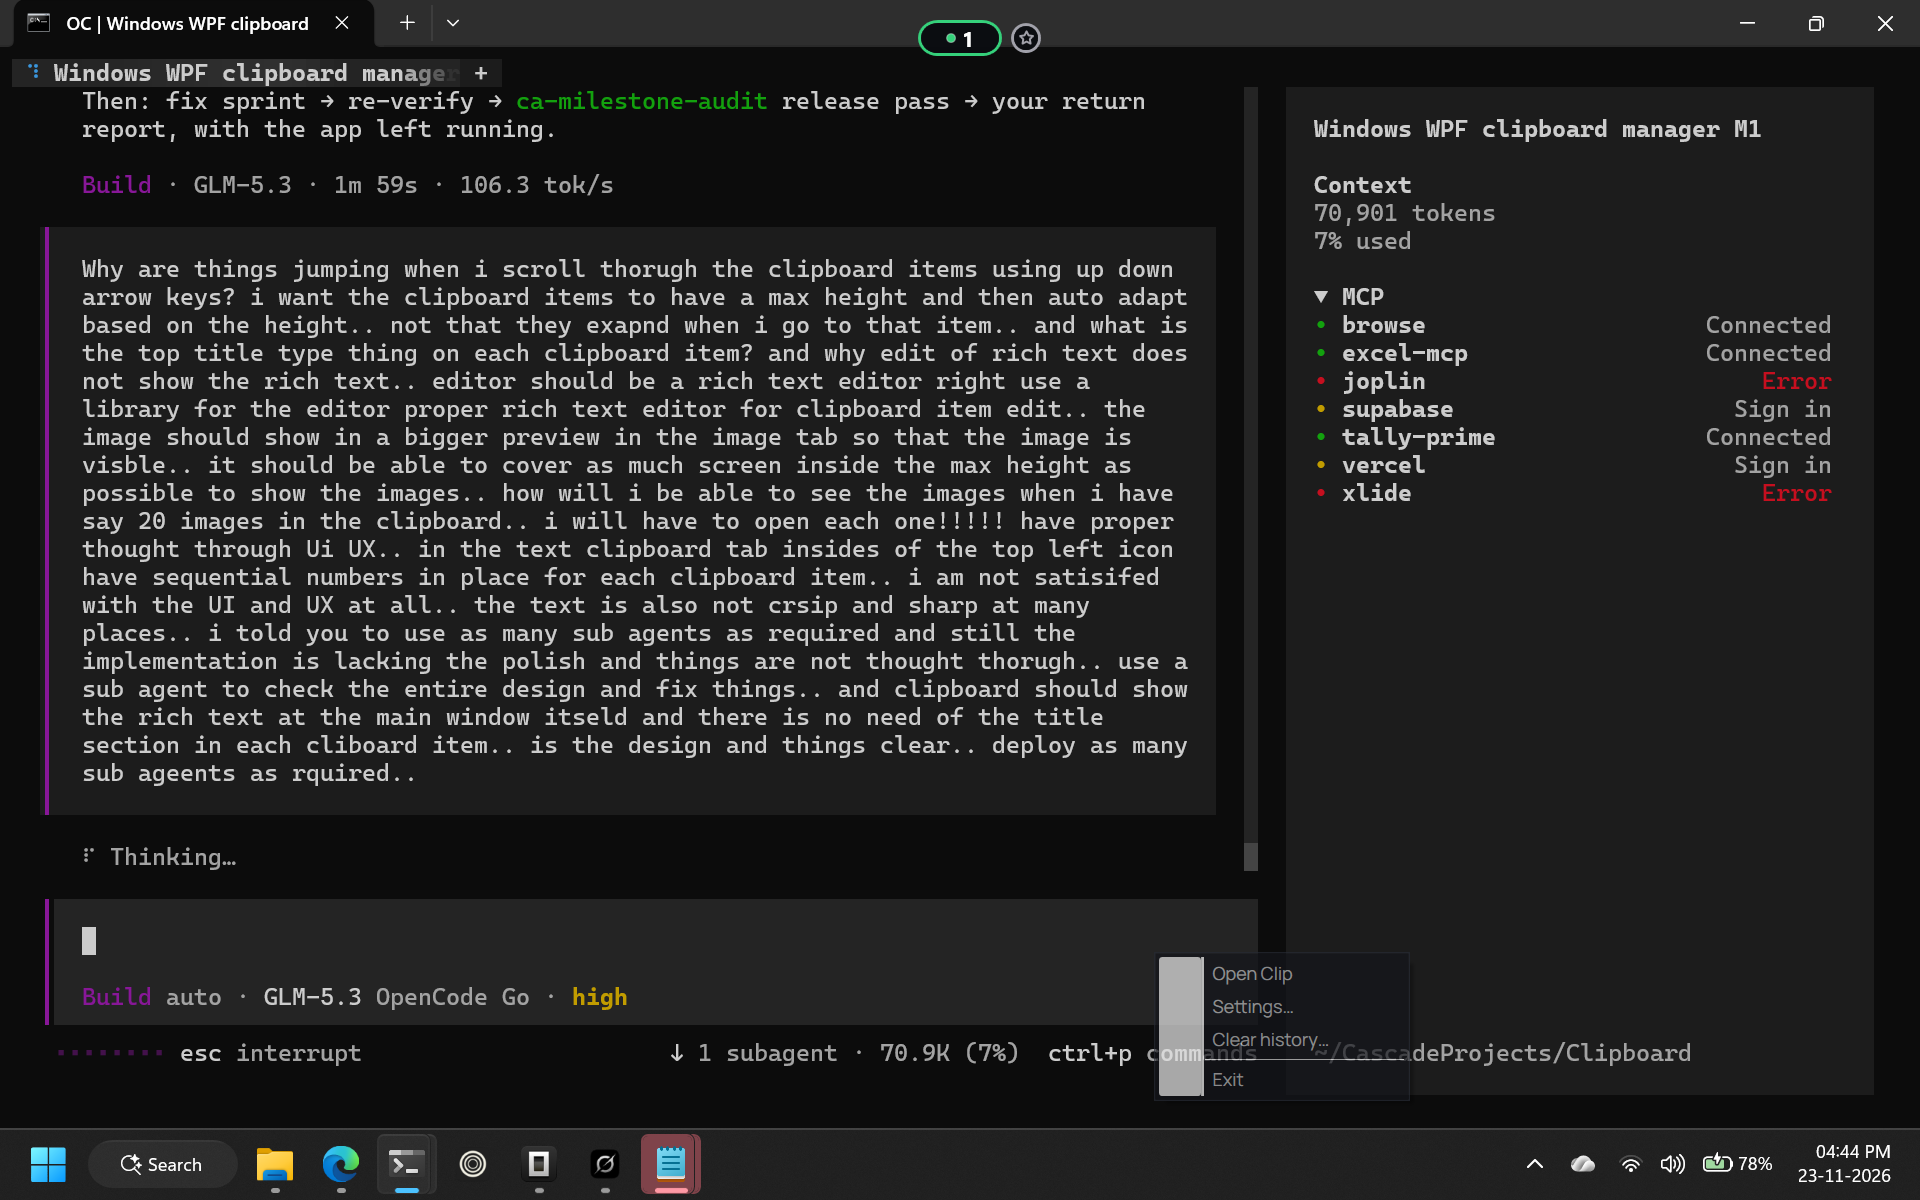 OC | Windows WPF clipboard
1
Windows WPF clipboard manager +
Then: fix sprint → re-verify → ca-milestone-audit release pass → your return
report, with the app left running.
Build · GLM-5.3 · 1m 59s · 106.3 tok/s
Why are things jumping when i scroll thorugh the clipboard items using up down
arrow keys? i want the clipboard items to have a max height and then auto adapt
based on the height.. not that they exapnd when i go to that item.. and what is
the top title type thing on each clipboard item? and why edit of rich text does
not show the rich text.. editor should be a rich text editor right use a
library for the editor proper rich text editor for clipboard item edit.. the
image should show in a bigger preview in the image tab so that the image is
visble.. it should be able to cover as much screen inside the max height as
possible to show the images.. how will i be able to see the images when i have
say 20 images in the clipboard.. i will have to open each one!!!!! have proper
thought through Ui UX.. in the text clipboard tab insides of the top left icon
have sequential numbers in place for each clipboard item.. i am not satisifed
with the UI and UX at all.. the text is also not crsip and sharp at many
places.. i told you to use as many sub agents as required and still the
implementation is lacking the polish and things are not thought thorugh.. use a
sub agent to check the entire design and fix things.. and clipboard should show
the rich text at the main window itseld and there is no need of the title
section in each cliboard item.. is the design and things clear.. deploy as many
sub ageents as rquired..
Thinking…
Build auto · GLM-5.3 OpenCode Go · high
esc interrupt
↓ 1 subagent · 70.9K (7%) ctrl+p commands
Windows WPF clipboard manager M1
Context
70,901 tokens
7% used
▼ MCP
• browse Connected
• excel-mcp Connected
• joplin Error
• supabase Sign in
• tally-prime Connected
• vercel Sign in
• xlide Error
~/CascadeProjects/Clipboard
Open Clip
Settings...
Clear history...
Exit
Search
78%
04:44 PM
23-11-2026